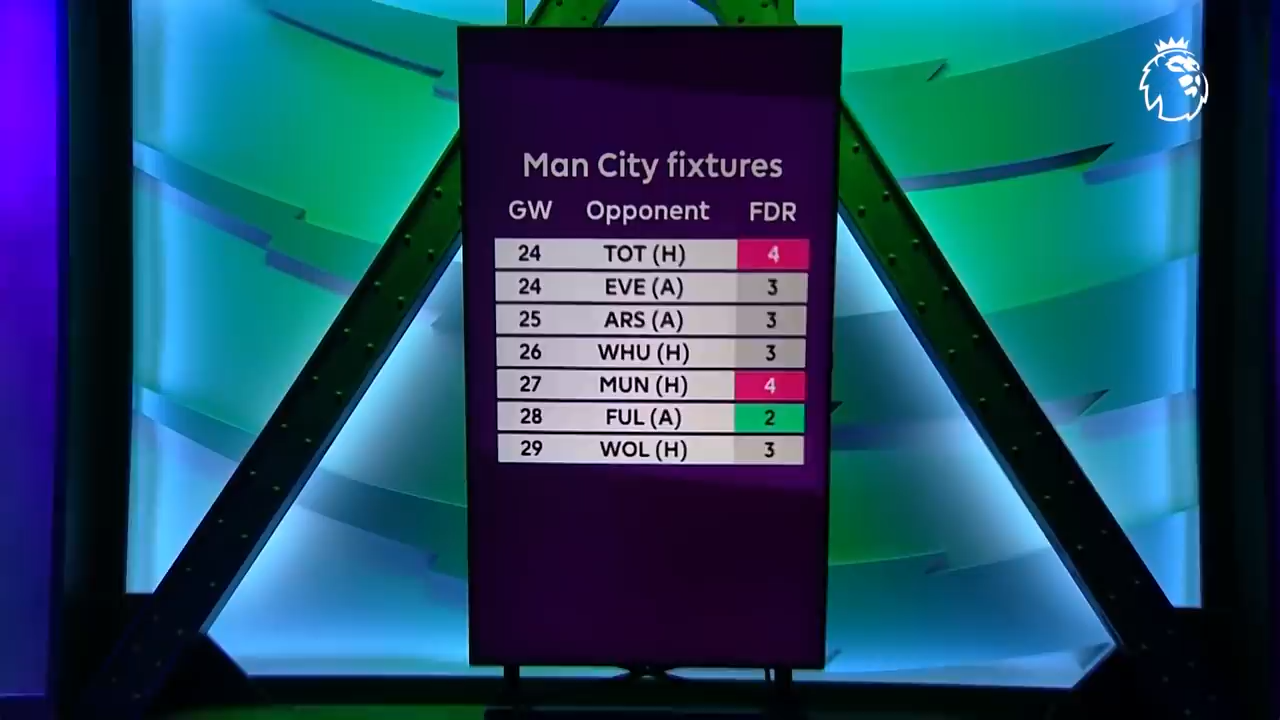 Man City fixtures
GW Opponent FDR
24 TOT (H) 4
24 EVE (A) 3
25 ARS (A) 3
26 WHU (H) 3
27 MUN (H) 4
28 FUL (A) 2
29 WOL (H) 3